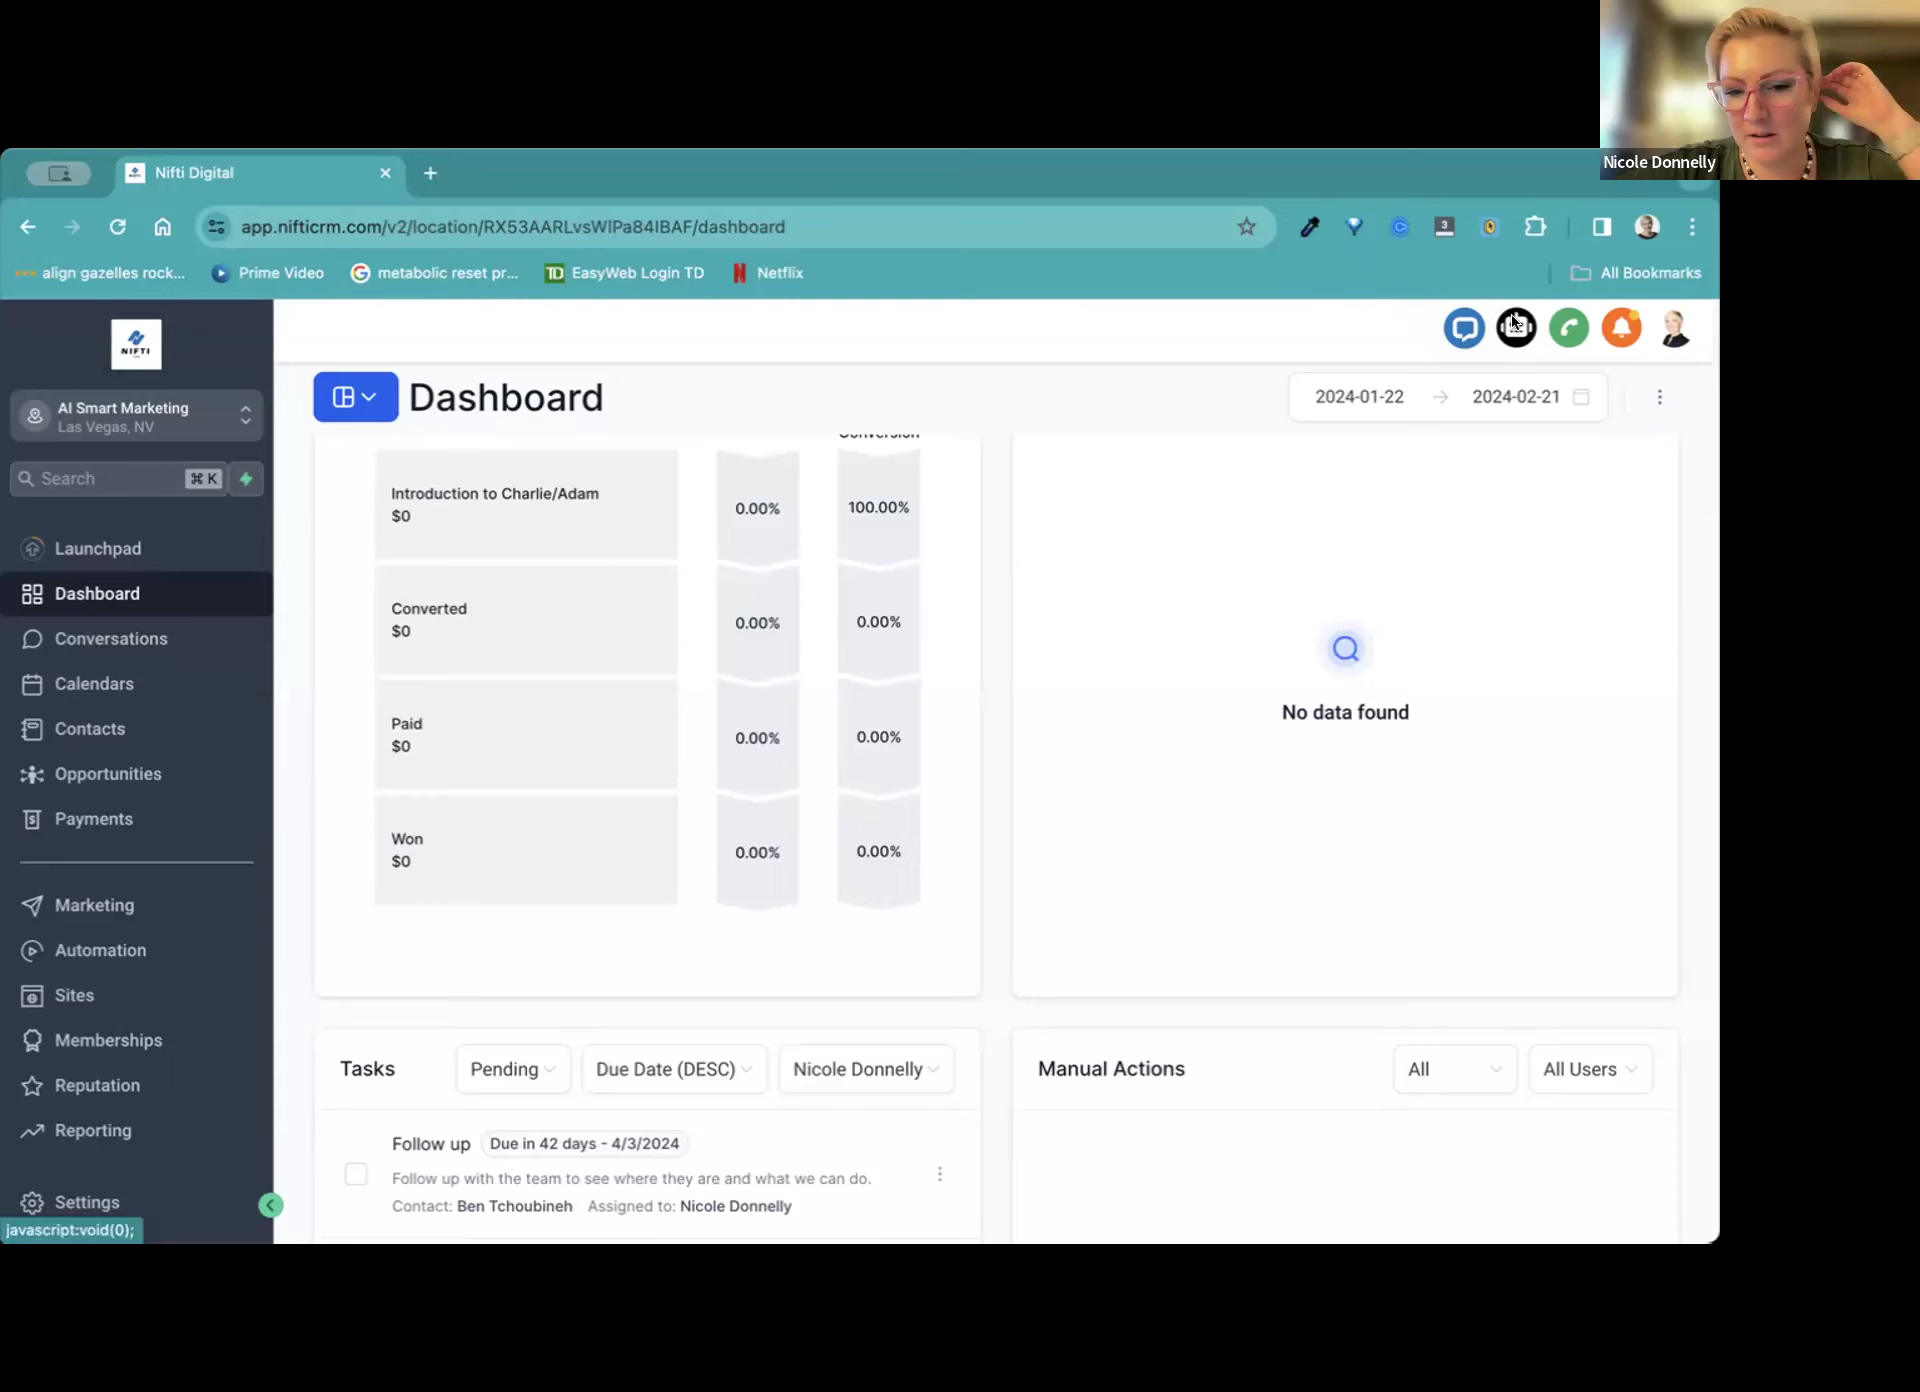 Nicole Donnelly
Nifti Digital
app.nifticrm.com/v2/location/RX53AARLvsWlPa84IBAF/dashboard
3
align gazelles rock...
Prime Video
metabolic reset pr...
TD
EasyWeb Login TD
Netflix
All Bookmarks
NIFTI
AI Smart Marketing
Las Vegas, NV
Search
⌘ K
Launchpad
Dashboard
Conversations
Calendars
Contacts
Opportunities
Payments
Marketing
Automation
Sites
Memberships
Reputation
Reporting
Settings
javascript:void(0);
Dashboard
2024-01-22
2024-02-21
Conversion
Introduction to Charlie/Adam
$0
0.00%
100.00%
Converted
$0
0.00%
0.00%
Paid
$0
0.00%
0.00%
Won
$0
0.00%
0.00%
No data found
Tasks
Pending
Due Date (DESC)
Nicole Donnelly
Follow up
Due in 42 days - 4/3/2024
Follow up with the team to see where they are and what we can do.
Contact: Ben Tchoubineh Assigned to: Nicole Donnelly
Manual Actions
All
All Users